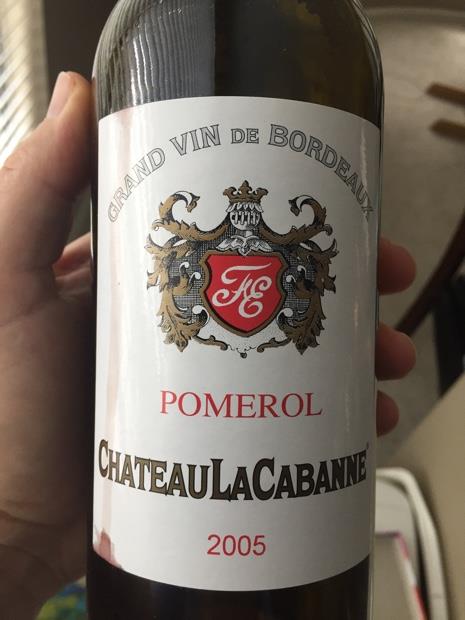 GRAND VIN DE BORDEAUX
FE
POMEROL
CHATEAU LA CABANNE
2005